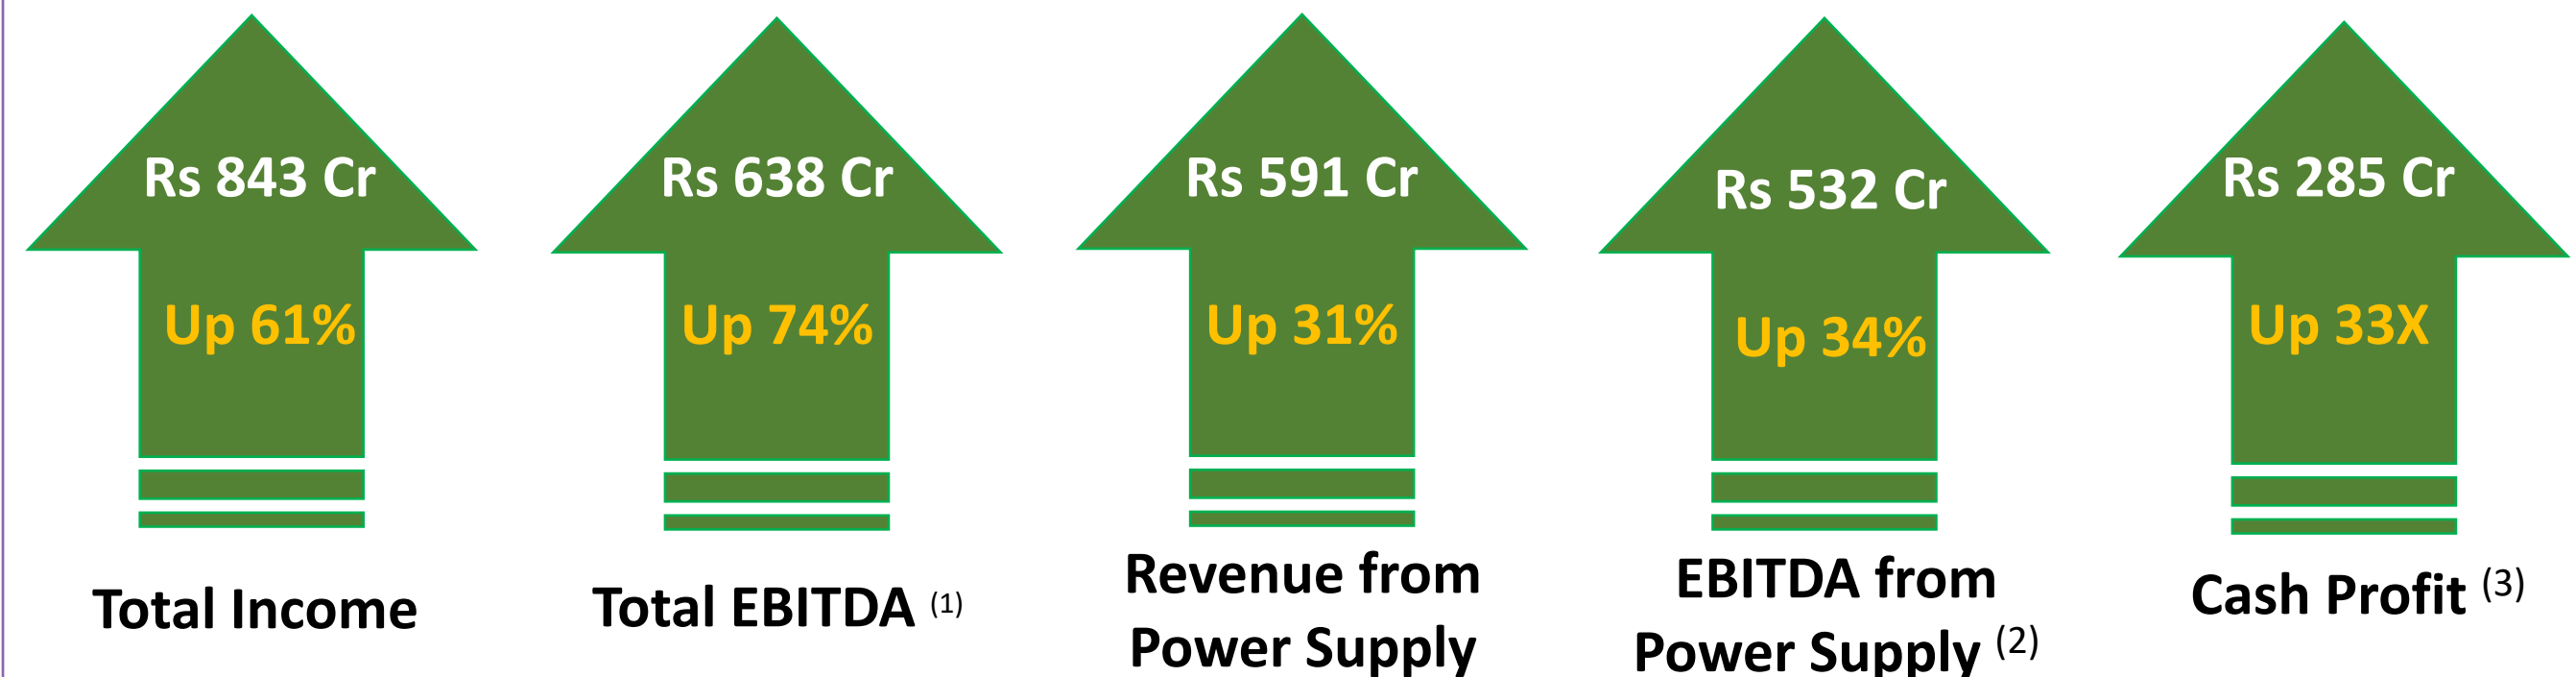 Rs 843 Cr
Up 61%
Total Income
Rs 638 Cr
Up 74%
Total EBITDA (1)
Rs 591 Cr
Up 31%
Revenue from
Power Supply
Rs 532 Cr
Up 34%
EBITDA from
Power Supply (2)
Rs 285 Cr
Up 33X
Cash Profit (3)